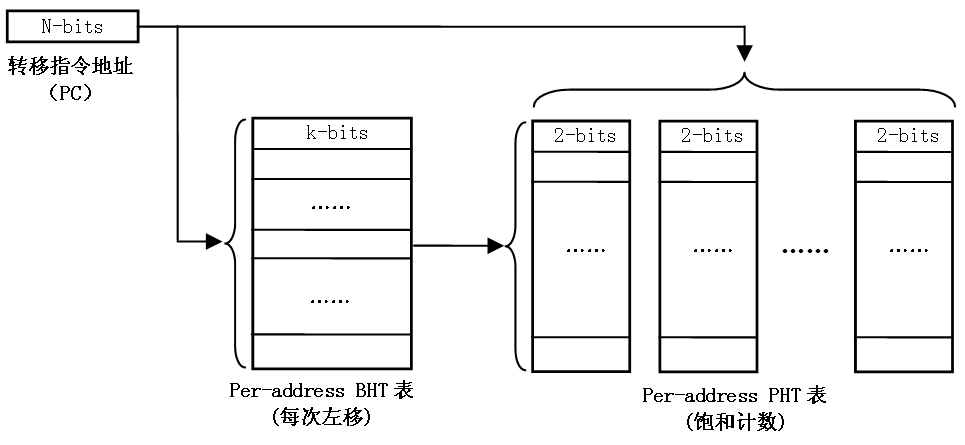 N-bits
转移指令地址
（PC）
k-bits
……
……
Per-address BHT 表
(每次左移)
2-bits
2-bits
2-bits
……
……
……
……
Per-address PHT 表
(饱和计数)